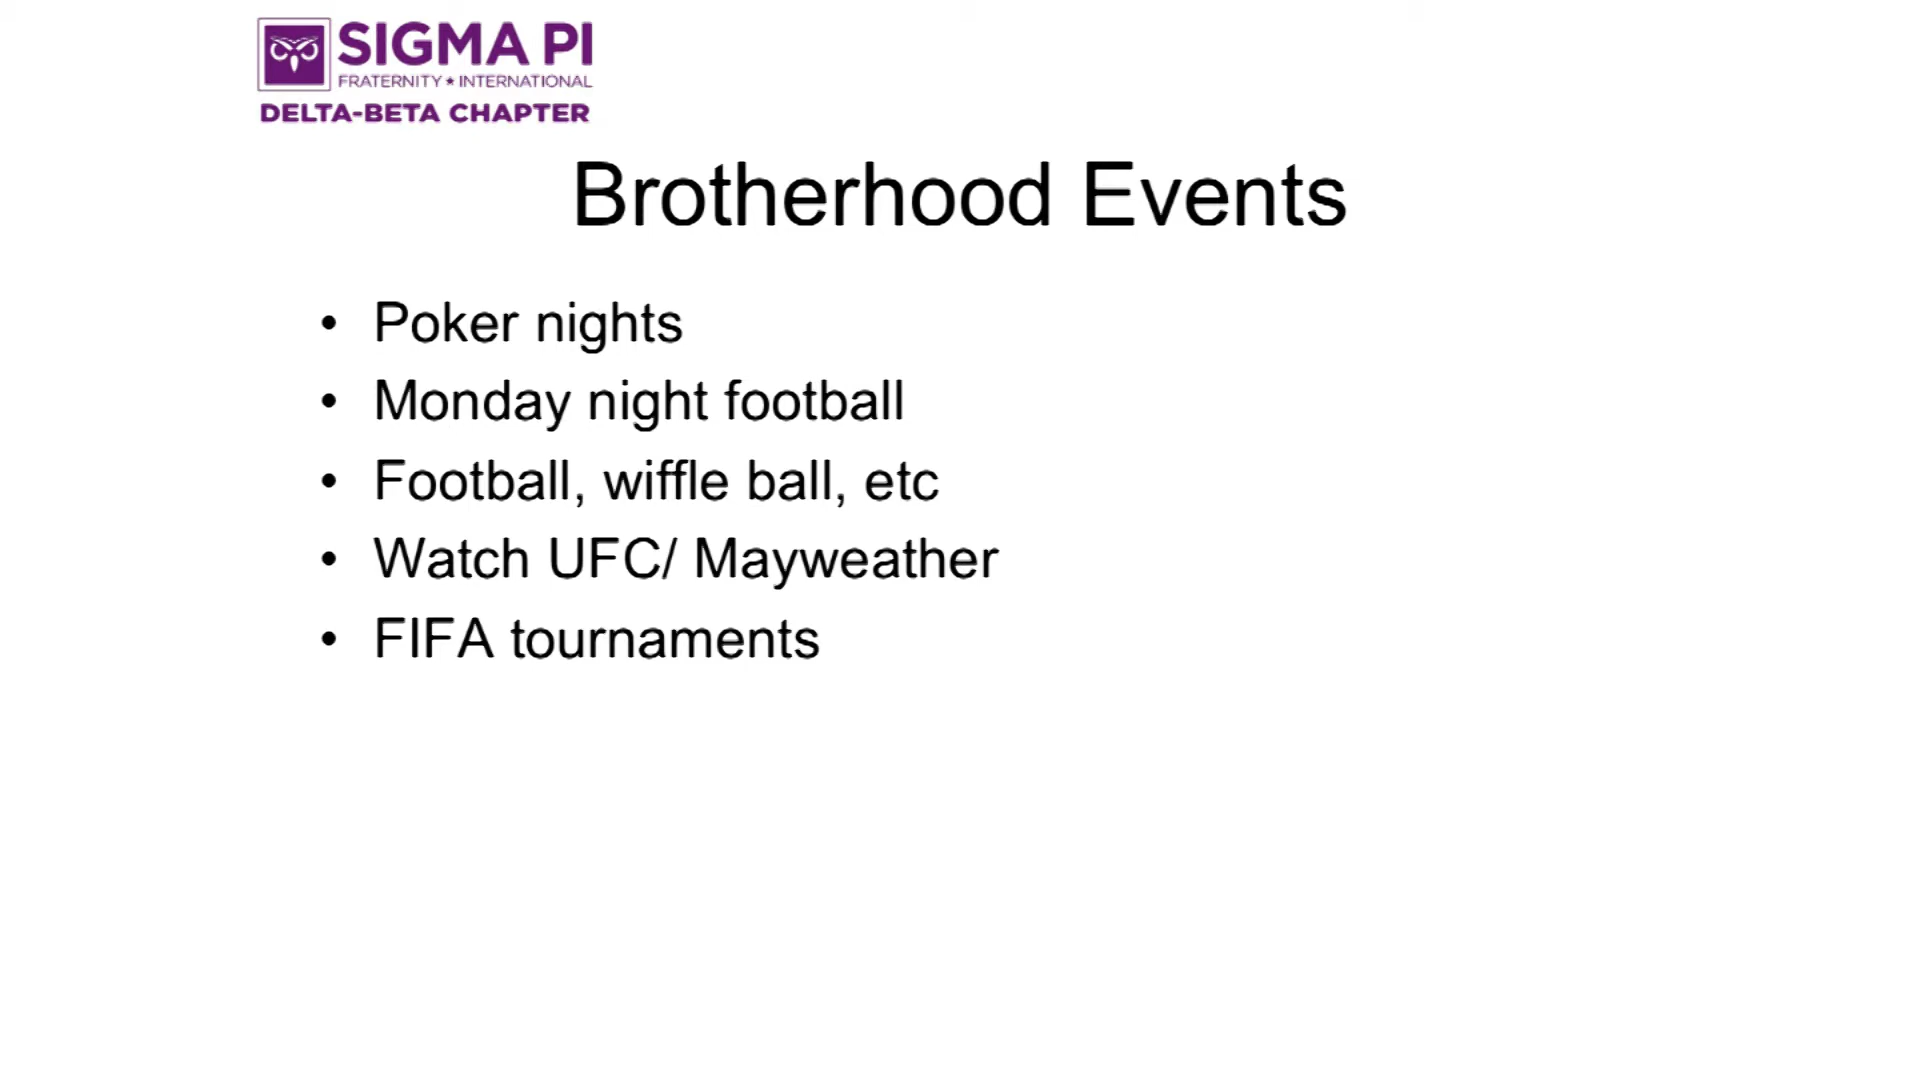 SIGMA PI
FRATERNITY ★ INTERNATIONAL
DELTA-BETA CHAPTER
Brotherhood Events
• Poker nights
• Monday night football
• Football, wiffle ball, etc
• Watch UFC/ Mayweather
• FIFA tournaments